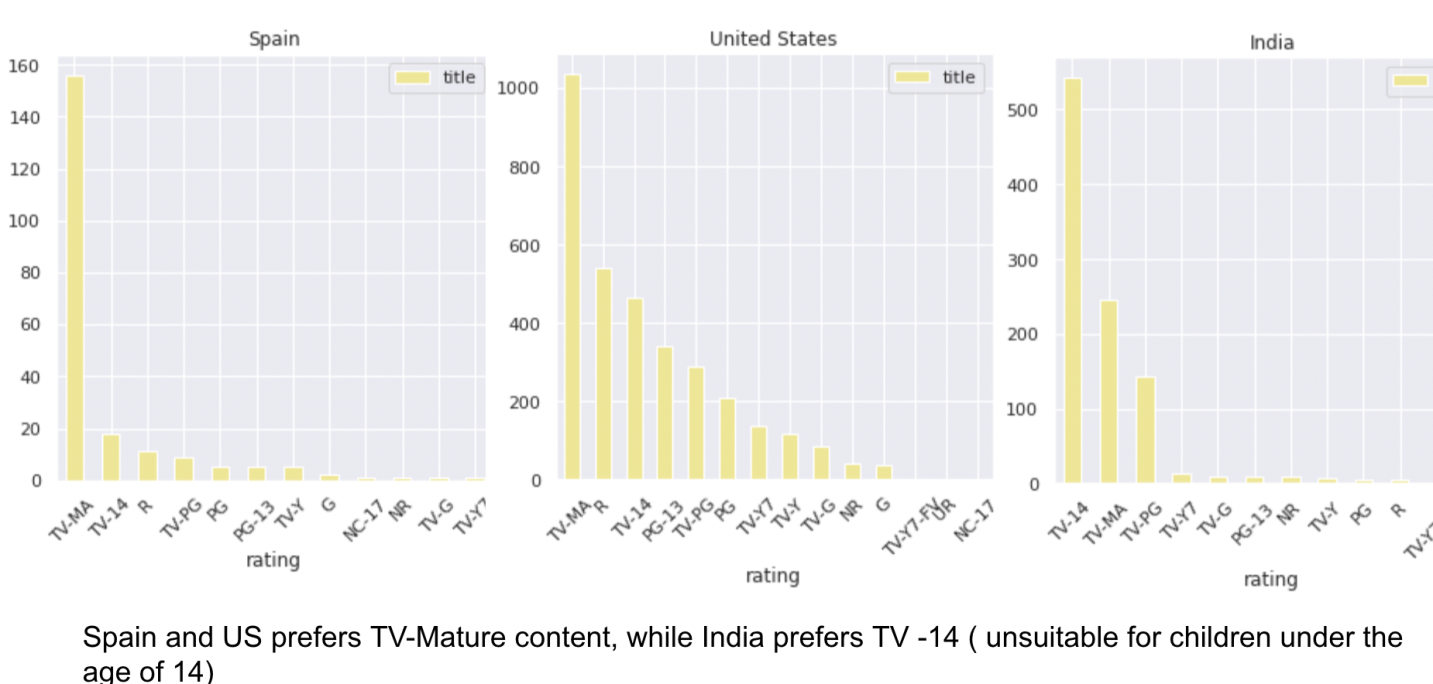 Spain
United States
India
title
title
160
140
120
100
80
60
40
20
0
1000
800
600
400
200
0
500
400
300
200
100
0
TV-MA
TV-14
R
TV-PG
PG
PG-13
TV-Y
G
NC-17
NR
TV-G
TV-Y7
TV-MA
R
TV-14
PG-13
TV-PG
PG
TV-Y7
TV-Y
TV-G
NR
G
TV-Y7-FV
UR
NC-17
TV-14
TV-MA
TV-PG
TV-Y7
TV-G
PG-13
NR
TV-Y
PG
R
rating
rating
rating
Spain and US prefers TV-Mature content, while India prefers TV -14 ( unsuitable for children under the
age of 14)